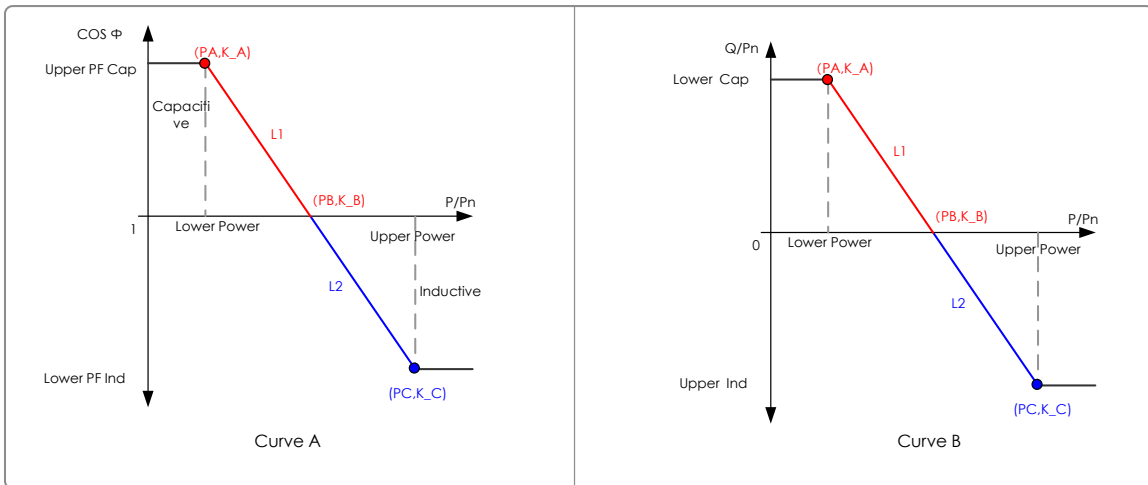 COS Φ
(PA,K_A)
Upper PF Cap
Capaciti
ve
L1
(PB,K_B)
P/Pn
1
Lower Power
Upper Power
L2
Inductive
Lower PF Ind
(PC,K_C)
Curve A
Q/Pn
(PA,K_A)
Lower Cap
L1
(PB,K_B)
P/Pn
0
Lower Power
Upper Power
L2
Upper Ind
(PC,K_C)
Curve B